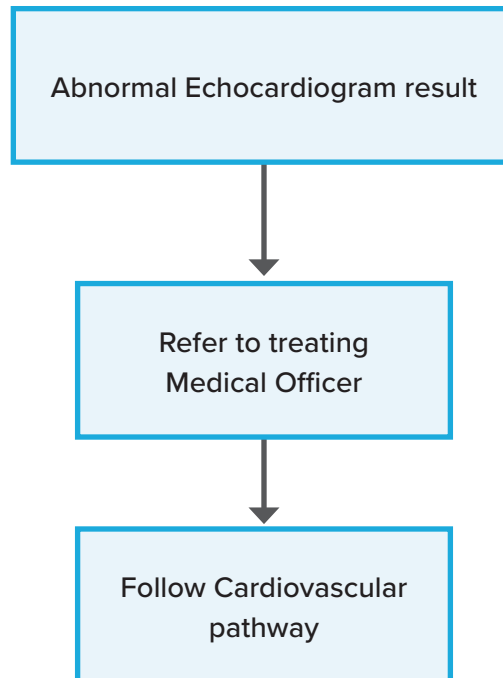 Abnormal Echocardiogram result
Refer to treating
Medical Officer
Follow Cardiovascular
pathway